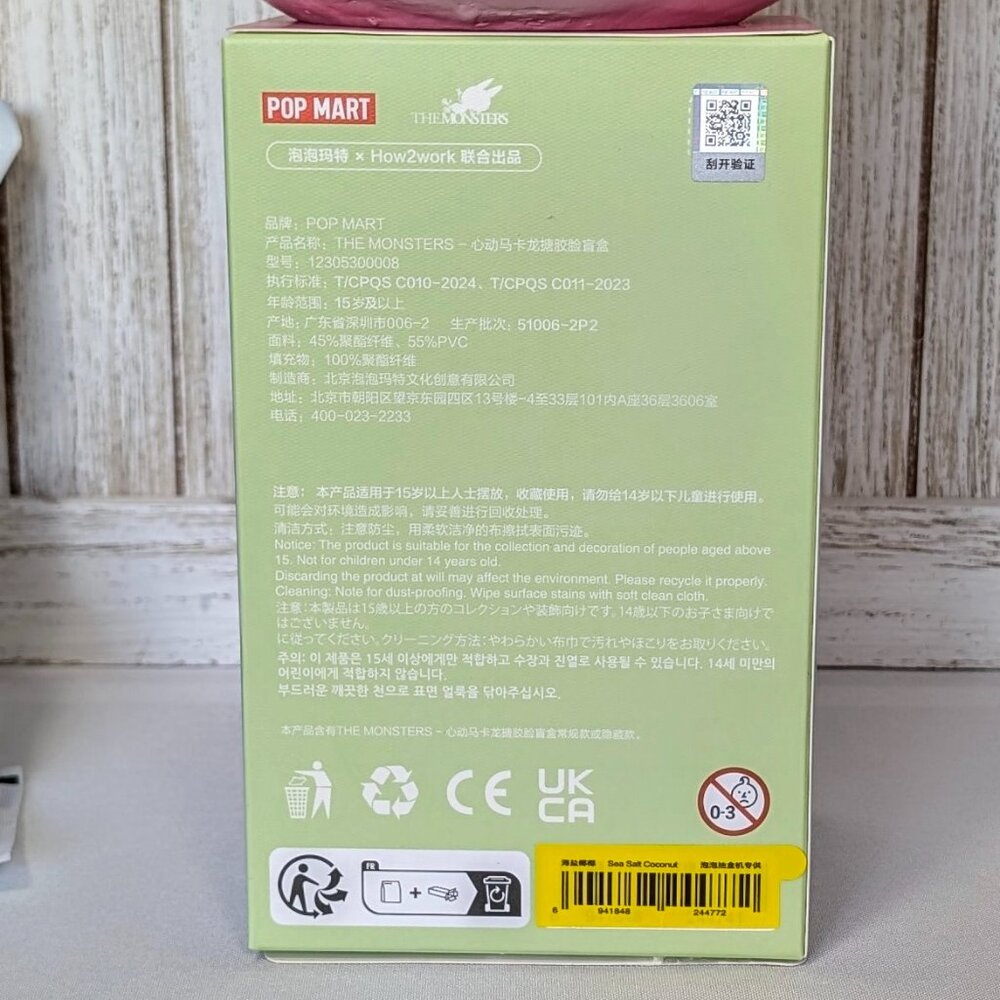 POP MART
THE MONSTERS
泡泡玛特 × How2work 联合出品
刮开验证
品牌：POP MART
产品名称：THE MONSTERS - 心动马卡龙搪胶脸盲盒
型号：12305300008
执行标准：T/CPQS C010-2024、T/CPQS C011-2023
年龄范围：15岁及以上
产地：广东省深圳市006-2 生产批次：51006-2P2
面料：45%聚酯纤维、55%PVC
填充物：100%聚酯纤维
制造商：北京泡泡玛特文化创意有限公司
地址：北京市朝阳区望京东园四区13号楼-4至33层101内A座36层3606室
电话：400-023-2233
注意：本产品适用于15岁以上人士摆放，收藏使用，请勿给14岁以下儿童进行使用。
可能会对环境造成影响，请妥善进行回收处理。
清洁方式：注意防尘，用柔软洁净的布擦拭表面污迹。
Notice: The product is suitable for the collection and decoration of people aged above
15. Not for children under 14 years old.
Discarding the product at will may affect the environment. Please recycle it properly.
Cleaning: Note for dust-proofing. Wipe surface stains with soft clean cloth.
注意：本製品は15歳以上の方のコレクションや装飾向けです。14歳以下のお子さま向けで
はございません。
に従ってください。クリーニング方法：やわらかい布巾で汚れやほこりをお取りください。
주의: 이 제품은 15세 이상에게만 적합하고 수장과 진열로 사용될 수 있습니다. 14세 미만의
어린이에게 적합하지 않습니다.
부드러운 깨끗한 천으로 표면 얼룩을 닦아주십시오.
本产品含有THE MONSTERS - 心动马卡龙搪胶脸盲盒常规款或隐藏款。
CE
UK
CA
0-3
FR
+
海盐椰椰 Sea Salt Coconut 泡泡抽盒机专供
6 941848 244772